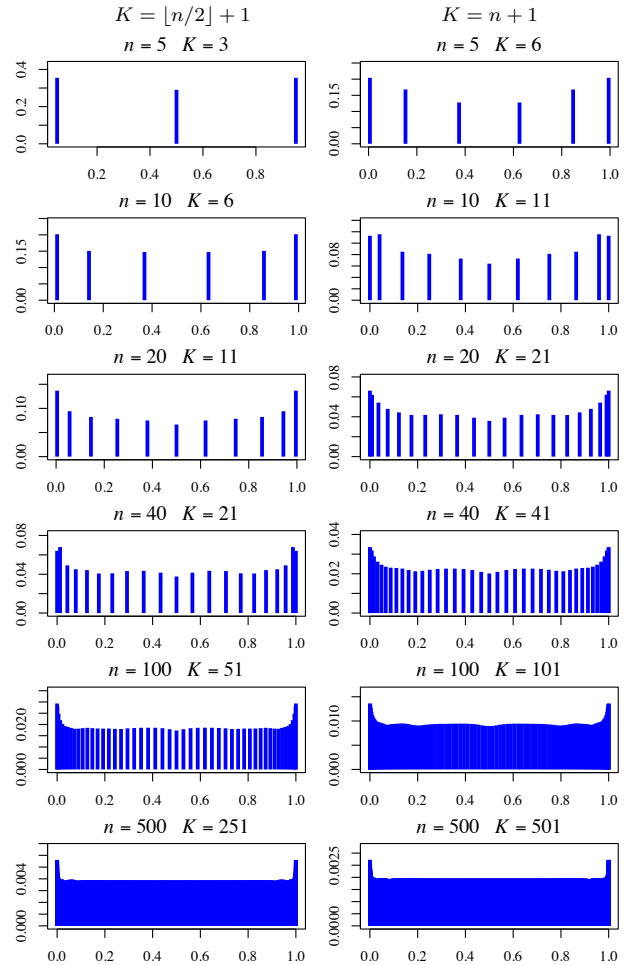 K = ⌊n/2⌋ + 1
K = n + 1
n = 5 K = 3
n = 5 K = 6
0.0 0.2 0.4
0.2 0.4 0.6 0.8
0.00 0.15
0.0 0.2 0.4 0.6 0.8 1.0
n = 10 K = 6
n = 10 K = 11
0.00 0.15
0.0 0.2 0.4 0.6 0.8 1.0
0.00 0.08
0.0 0.2 0.4 0.6 0.8 1.0
n = 20 K = 11
n = 20 K = 21
0.00 0.10
0.0 0.2 0.4 0.6 0.8 1.0
0.00 0.04 0.08
0.0 0.2 0.4 0.6 0.8 1.0
n = 40 K = 21
n = 40 K = 41
0.00 0.04 0.08
0.0 0.2 0.4 0.6 0.8 1.0
0.00 0.02 0.04
0.0 0.2 0.4 0.6 0.8 1.0
n = 100 K = 51
n = 100 K = 101
0.000 0.020
0.0 0.2 0.4 0.6 0.8 1.0
0.000 0.010
0.0 0.2 0.4 0.6 0.8 1.0
n = 500 K = 251
n = 500 K = 501
0.000 0.004
0.0 0.2 0.4 0.6 0.8 1.0
0.0000 0.0025
0.0 0.2 0.4 0.6 0.8 1.0